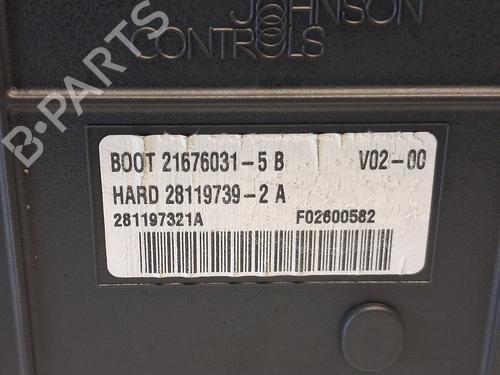 JOHNSON
CONTROLS
B-PARTS
BOOT 21676031-5 B V02-00
HARD 28119739-2 A
281197321A F02600582